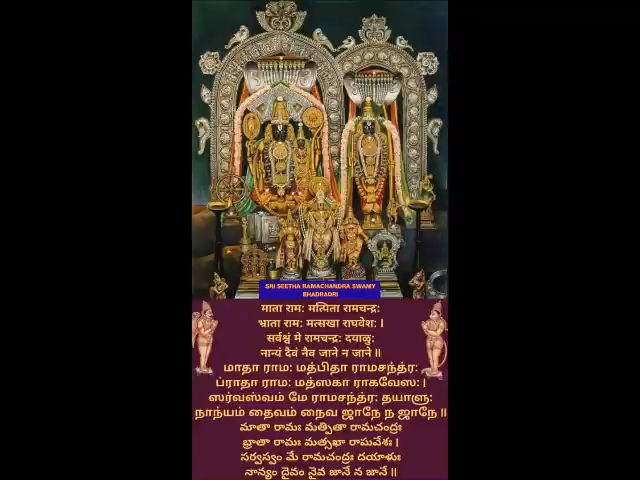 SRI SEETHA RAMACHANDRA SWAMY
BHADRADRI
माता राम: मत्पिता रामचन्द्र:
भ्राता राम: मत्सखा राघवेश: ।
सर्वश्वं मे रामचन्द्र: दयाळु:
नान्यं दैवं नैव जाने न जाने ॥
மாதா ராம: மத்பிதா ராமசந்த்ர:
ப்ராதா ராம: மத்ஸகா ராகவேஸ: |
ஸர்வஸ்வம் மே ராமசந்த்ர: தயாளு:
நாந்யம் தைவம் நைவ ஜாநே ந ஜாநே ||
మాతా రామః మత్పితా రామచంద్రః
భ్రాతా రామః మత్సఖా రాఘవేశః |
సర్వస్వం మే రామచంద్రః దయాళుః
నాన్యం దైవం నైవ జానే న జానే ||